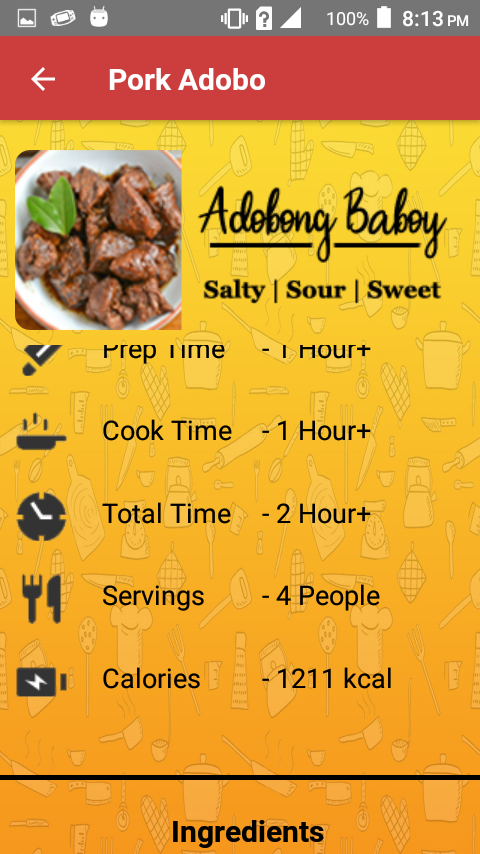 100% 8:13 PM
Pork Adobo
Adobong Baboy
Salty | Sour | Sweet
Prep Time - 1 Hour+
Cook Time - 1 Hour+
Total Time - 2 Hour+
Servings - 4 People
Calories - 1211 kcal
Ingredients